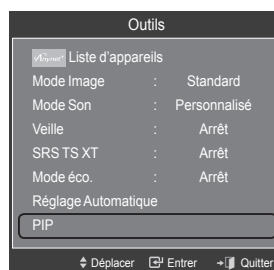 Outils
Anynet+ Liste d'appareils
Mode Image : Standard
Mode Son : Personnalisé
Veille : Arrêt
SRS TS XT : Arrêt
Mode éco. : Arrêt
Réglage Automatique
PIP
Déplacer Entrer Quitter